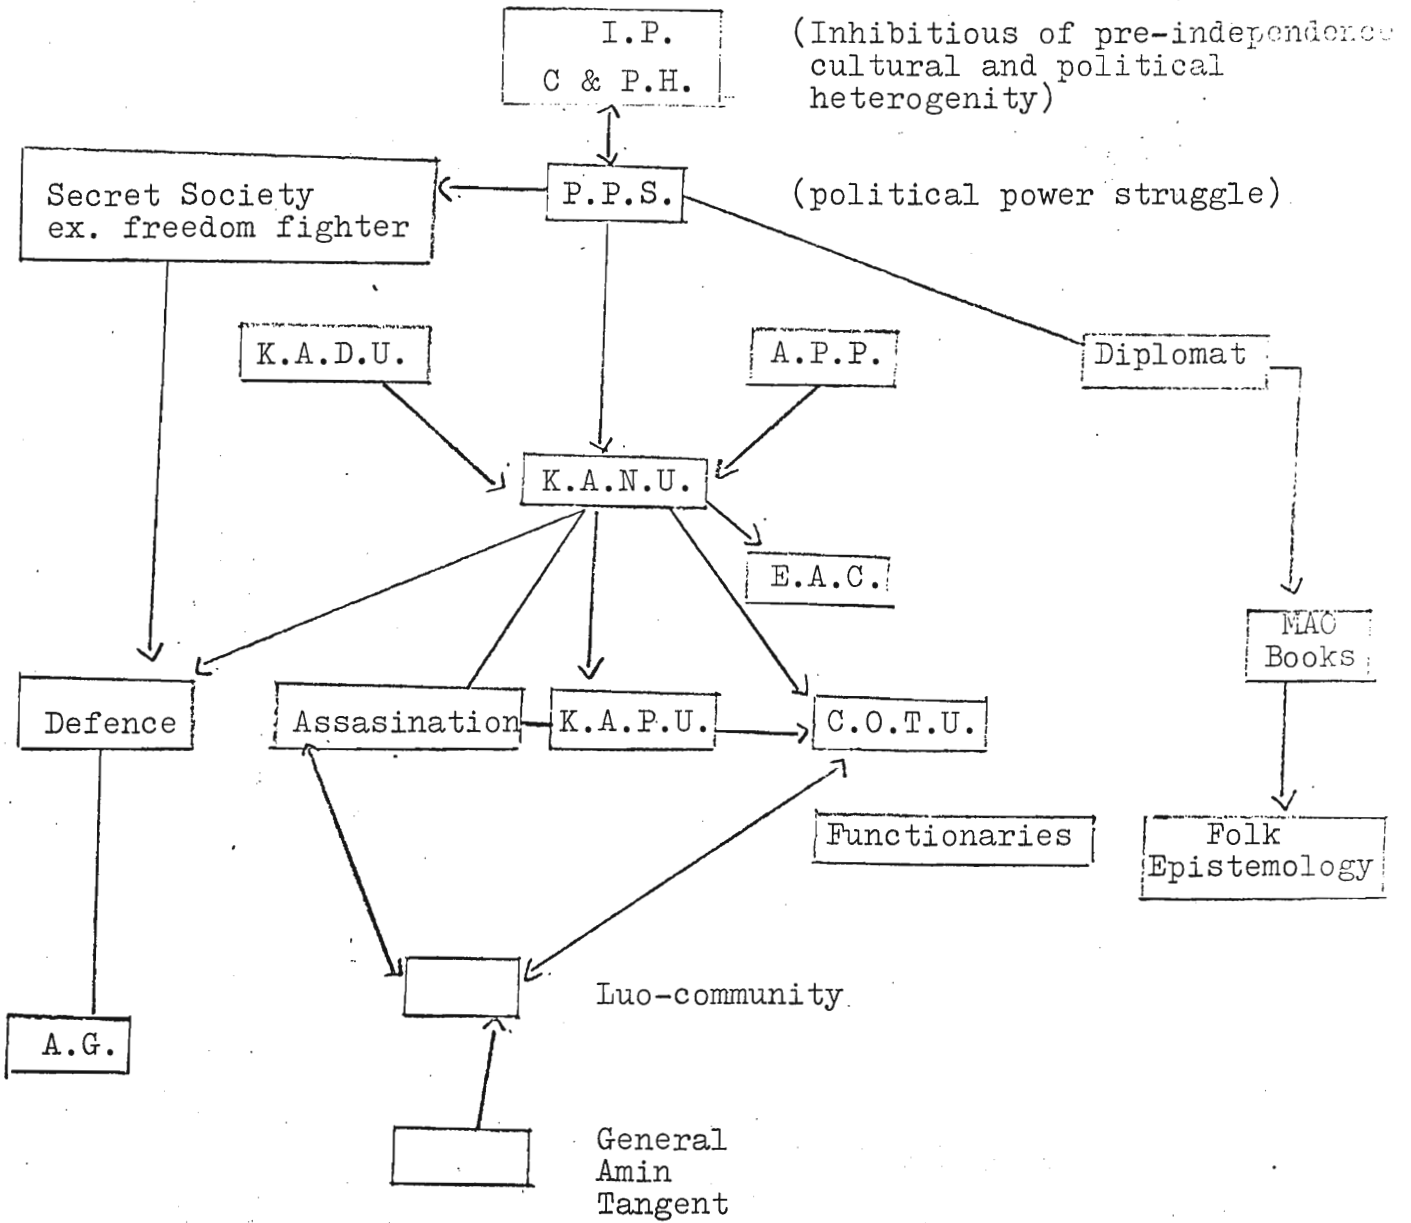 I.P.
C & P.H.
(Inhibitious of pre-independence
cultural and political
heterogenity)
Secret Society
ex. freedom fighter
P.P.S.
(political power struggle)
K.A.D.U.
A.P.P.
Diplomat
K.A.N.U.
E.A.C.
MAO
Books
Defence
Assasination
K.A.P.U.
C.O.T.U.
Functionaries
Folk
Epistemology
Luo-community
A.G.
General
Amin
Tangent